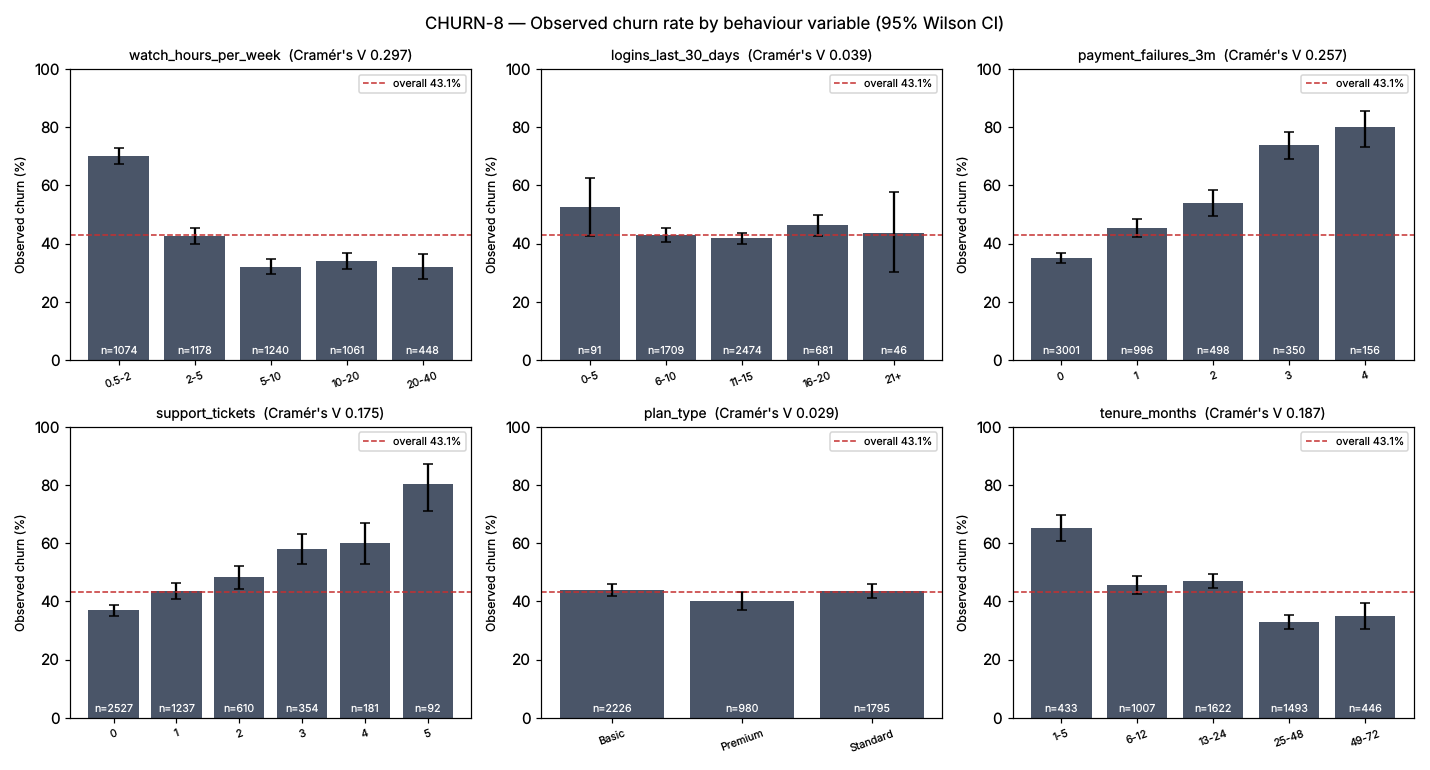 CHURN-8 — Observed churn rate by behaviour variable (95% Wilson CI)
watch_hours_per_week (Cramér's V 0.297)
overall 43.1%
Observed churn (%)
100
80
60
40
20
0
n=1074 n=1178 n=1240 n=1061 n=448
0.5-2 2-5 5-10 10-20 20-40
logins_last_30_days (Cramér's V 0.039)
overall 43.1%
Observed churn (%)
100
80
60
40
20
0
n=91 n=1709 n=2474 n=681 n=46
0-5 6-10 11-15 16-20 21+
payment_failures_3m (Cramér's V 0.257)
overall 43.1%
Observed churn (%)
100
80
60
40
20
0
n=3001 n=996 n=498 n=350 n=156
0 1 2 3 4
support_tickets (Cramér's V 0.175)
overall 43.1%
Observed churn (%)
100
80
60
40
20
0
n=2527 n=1237 n=610 n=354 n=181 n=92
0 1 2 3 4 5
plan_type (Cramér's V 0.029)
overall 43.1%
Observed churn (%)
100
80
60
40
20
0
n=2226 n=980 n=1795
Basic Premium Standard
tenure_months (Cramér's V 0.187)
overall 43.1%
Observed churn (%)
100
80
60
40
20
0
n=433 n=1007 n=1622 n=1493 n=446
1-5 6-12 13-24 25-48 49-72